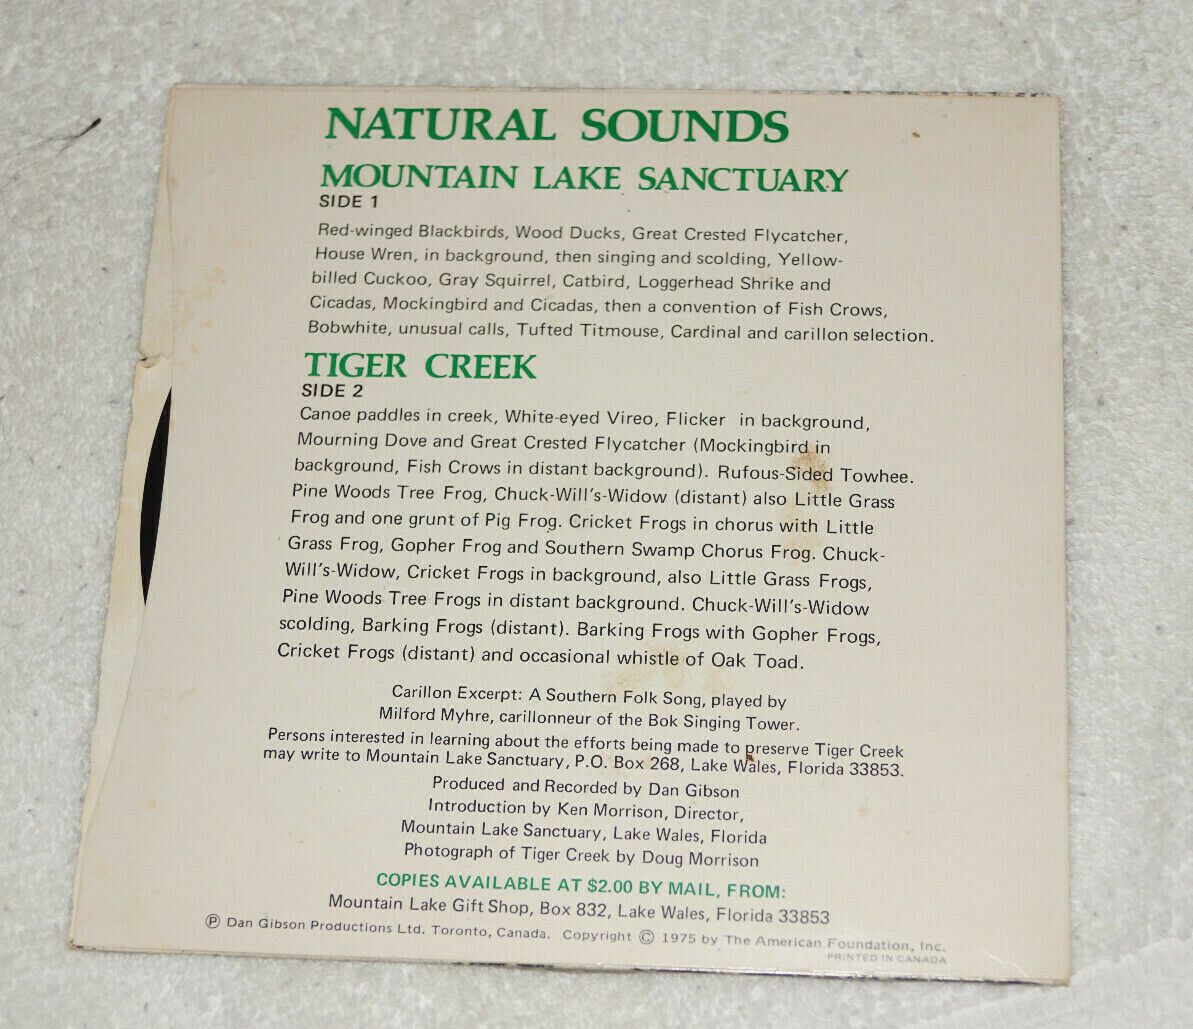 NATURAL SOUNDS
MOUNTAIN LAKE SANCTUARY
SIDE 1
Red-winged Blackbirds, Wood Ducks, Great Crested Flycatcher,
House Wren, in background, then singing and scolding, Yellow-
billed Cuckoo, Gray Squirrel, Catbird, Loggerhead Shrike and
Cicadas, Mockingbird and Cicadas, then a convention of Fish Crows,
Bobwhite, unusual calls, Tufted Titmouse, Cardinal and carillon selection.
TIGER CREEK
SIDE 2
Canoe paddles in creek, White-eyed Vireo, Flicker in background,
Mourning Dove and Great Crested Flycatcher (Mockingbird in
background, Fish Crows in distant background). Rufous-Sided Towhee.
Pine Woods Tree Frog, Chuck-Will's-Widow (distant) also Little Grass
Frog and one grunt of Pig Frog. Cricket Frogs in chorus with Little
Grass Frog, Gopher Frog and Southern Swamp Chorus Frog. Chuck-
Will's-Widow, Cricket Frogs in background, also Little Grass Frogs,
Pine Woods Tree Frogs in distant background. Chuck-Will's-Widow
scolding, Barking Frogs (distant). Barking Frogs with Gopher Frogs,
Cricket Frogs (distant) and occasional whistle of Oak Toad.
Carillon Excerpt: A Southern Folk Song, played by
Milford Myhre, carillonneur of the Bok Singing Tower.
Persons interested in learning about the efforts being made to preserve Tiger Creek
may write to Mountain Lake Sanctuary, P.O. Box 268, Lake Wales, Florida 33853.
Produced and Recorded by Dan Gibson
Introduction by Ken Morrison, Director,
Mountain Lake Sanctuary, Lake Wales, Florida
Photograph of Tiger Creek by Doug Morrison
COPIES AVAILABLE AT $2.00 BY MAIL, FROM:
Mountain Lake Gift Shop, Box 832, Lake Wales, Florida 33853
℗ Dan Gibson Productions Ltd. Toronto, Canada. Copyright © 1975 by The American Foundation, Inc.
PRINTED IN CANADA